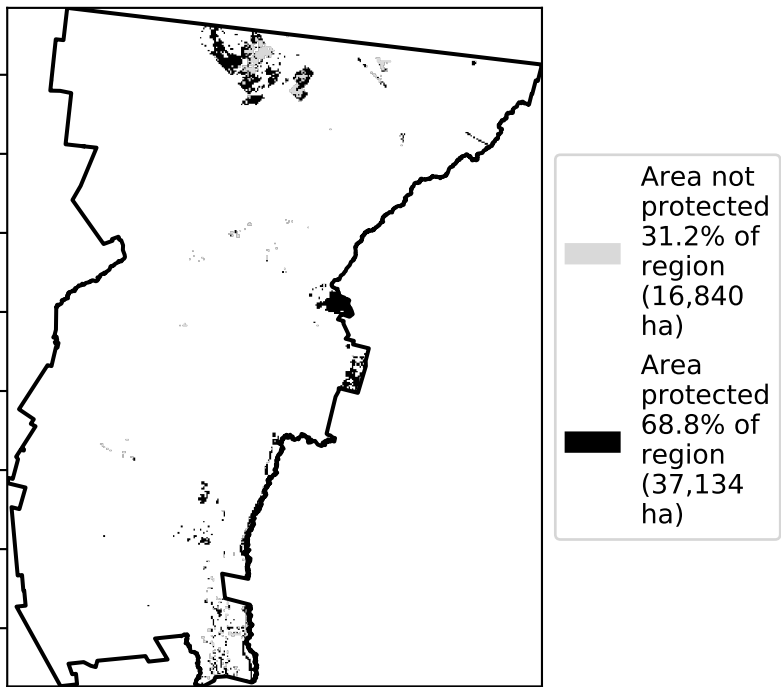 Area not
protected
31.2% of
region
(16,840
ha)
Area
protected
68.8% of
region
(37,134
ha)